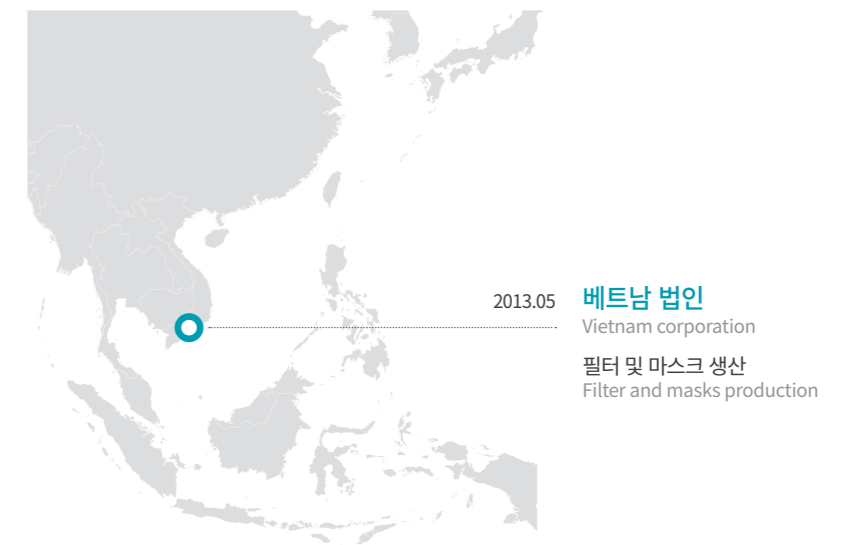 2013.05
베트남 법인
Vietnam corporation
필터 및 마스크 생산
Filter and masks production